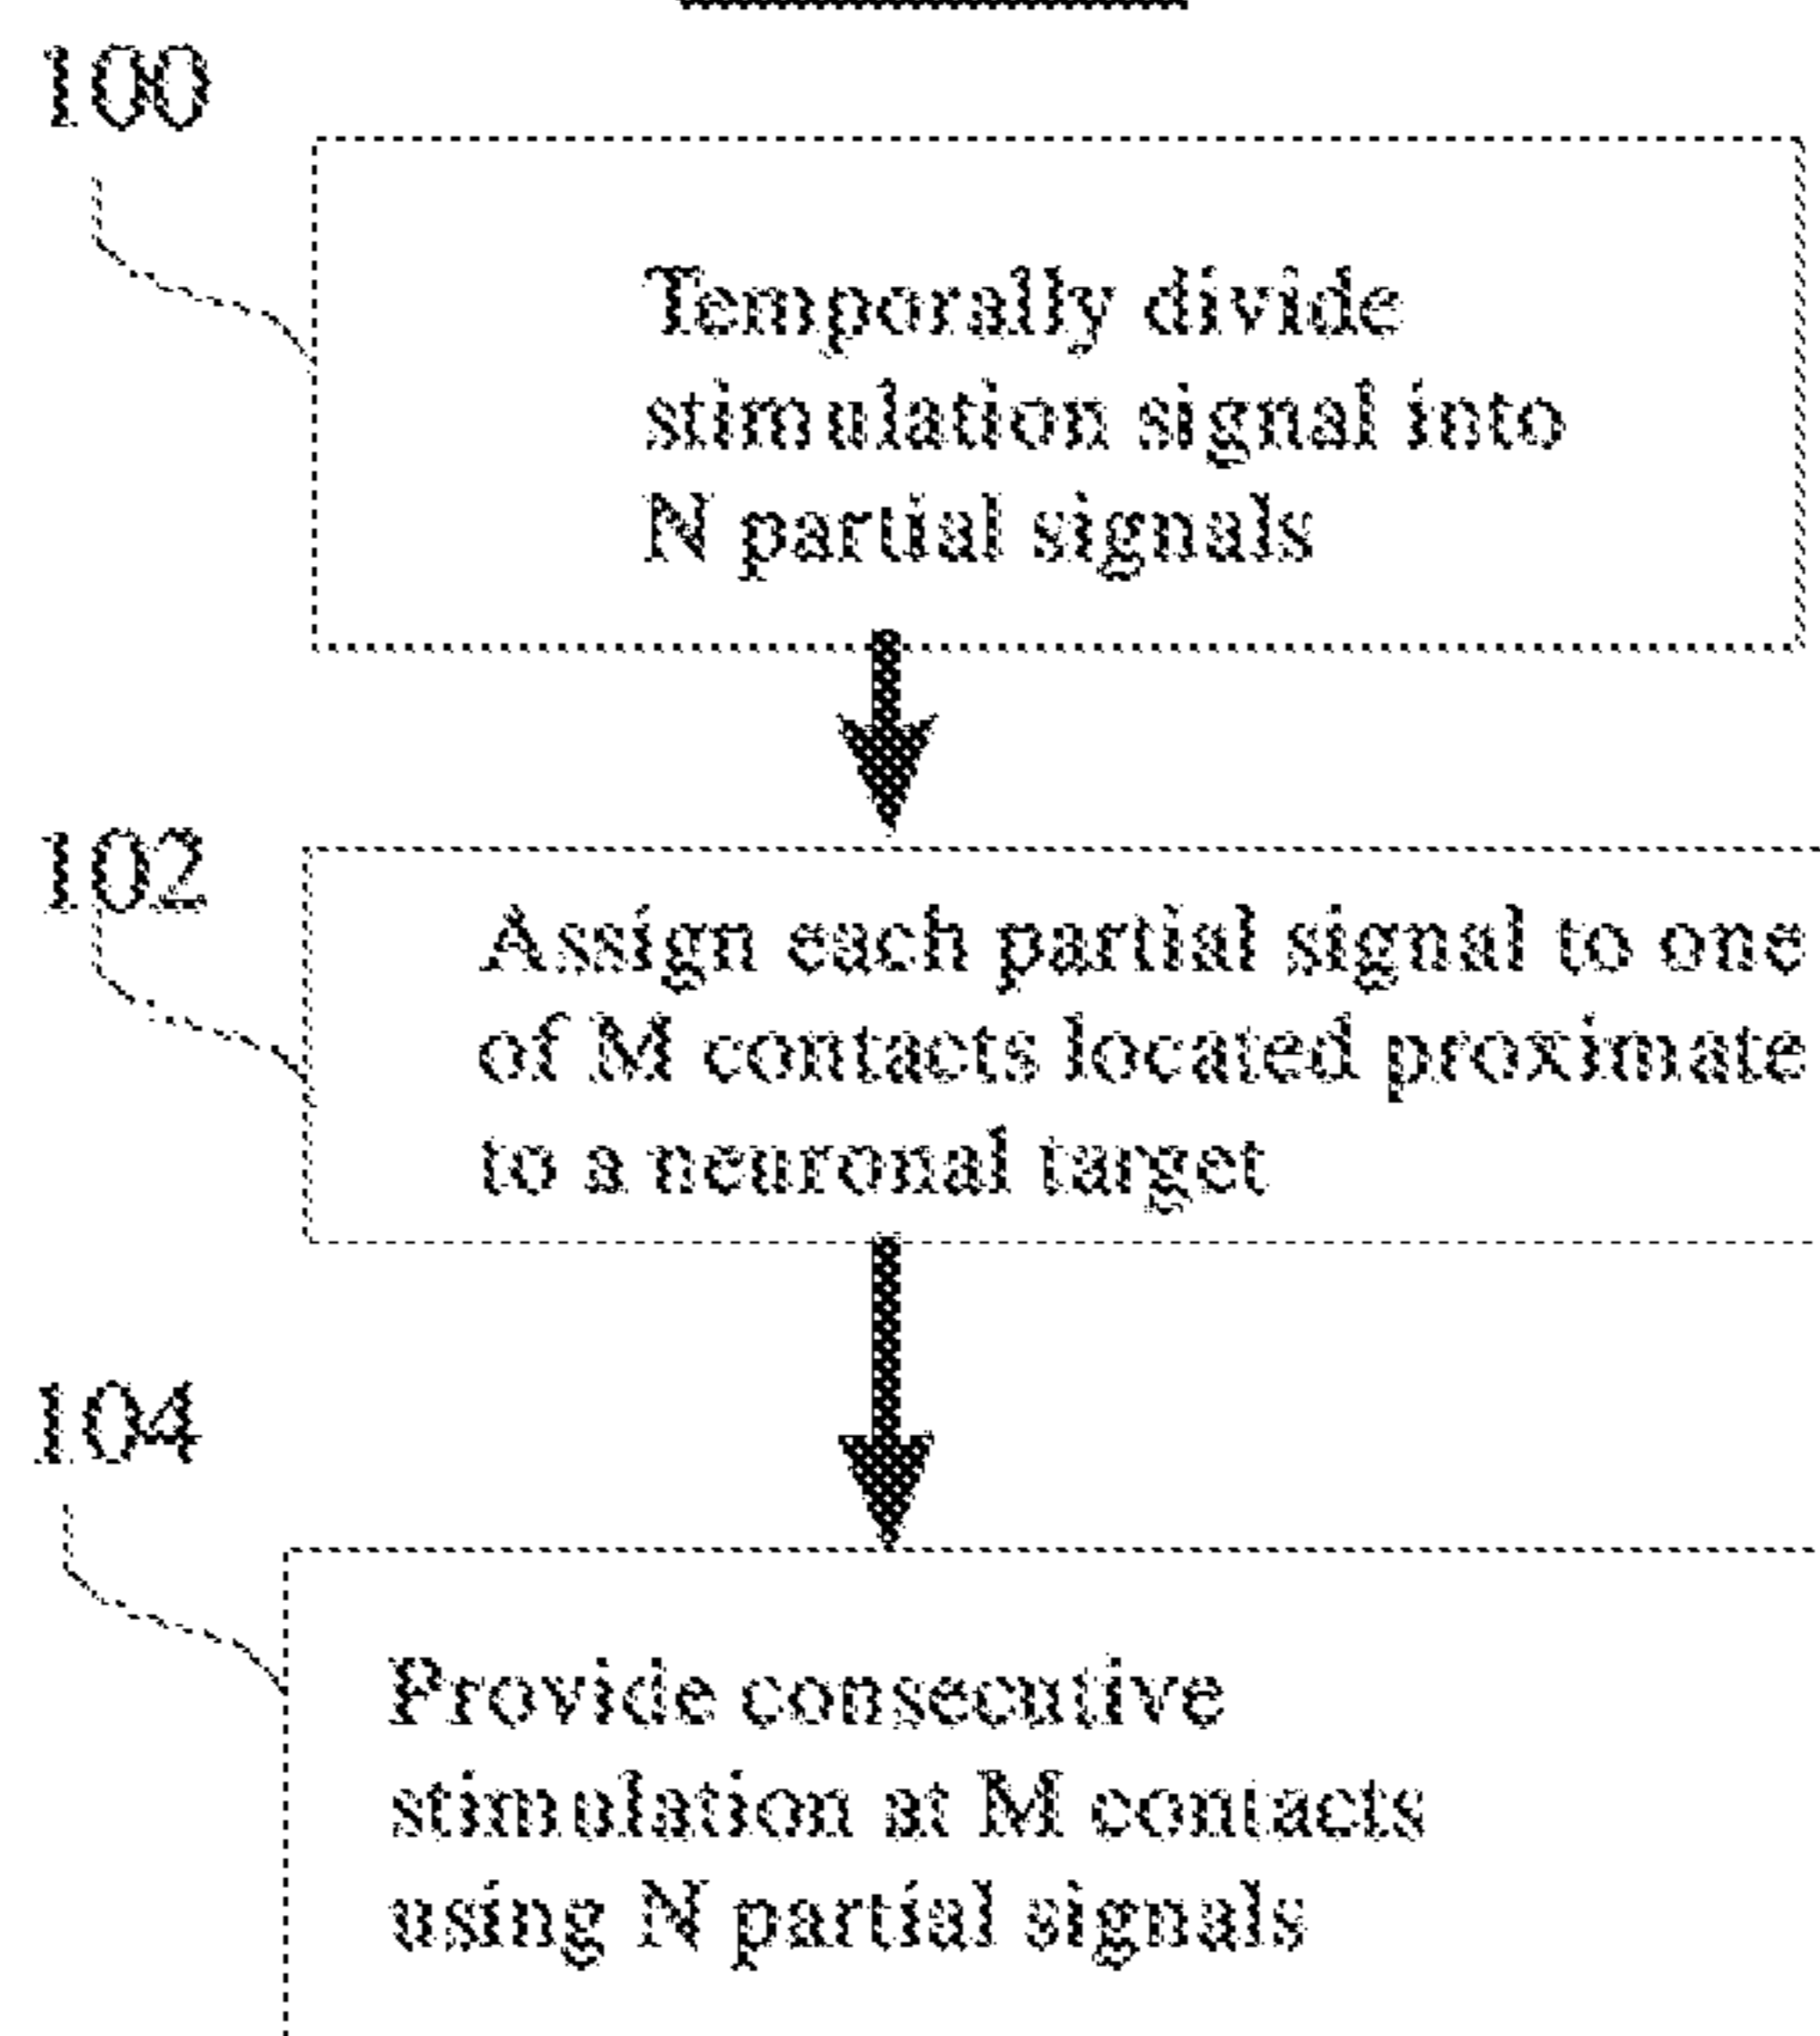 100
Temporally divide
stimulation signal into
N partial signals
102
Assign each partial signal to one
of M contacts located proximate
to a neuronal target
104
Provide consecutive
stimulation at M contacts
using N partial signals